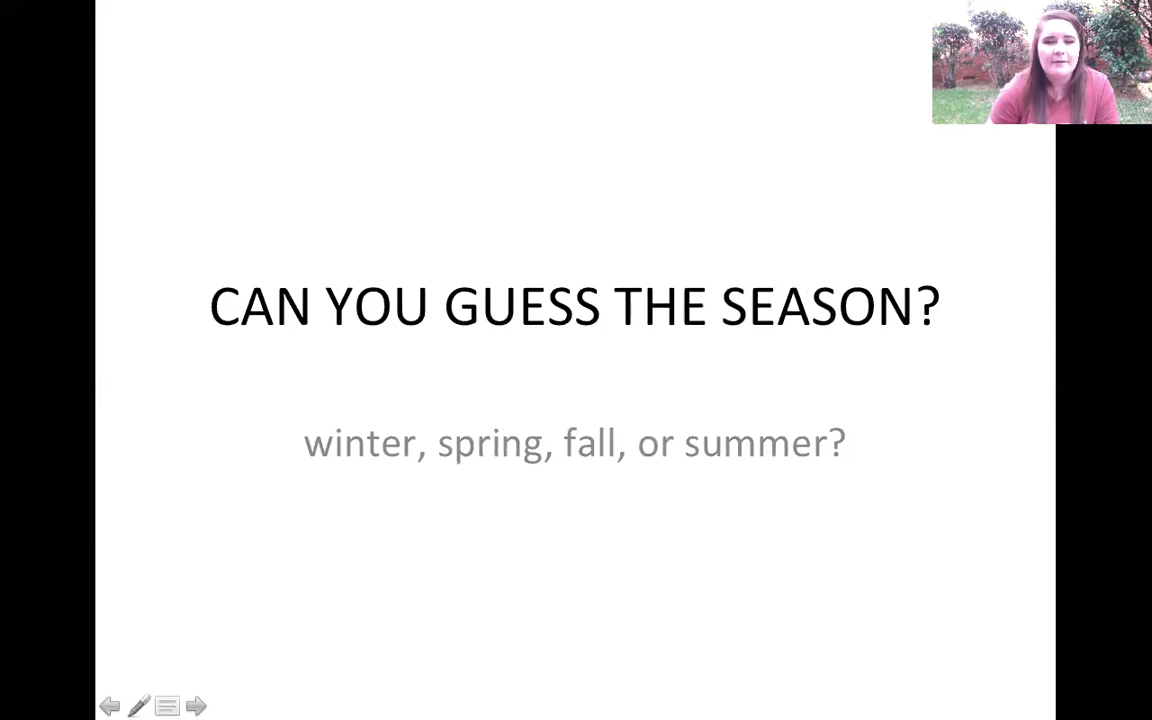 CAN YOU GUESS THE SEASON?
winter, spring, fall, or summer?